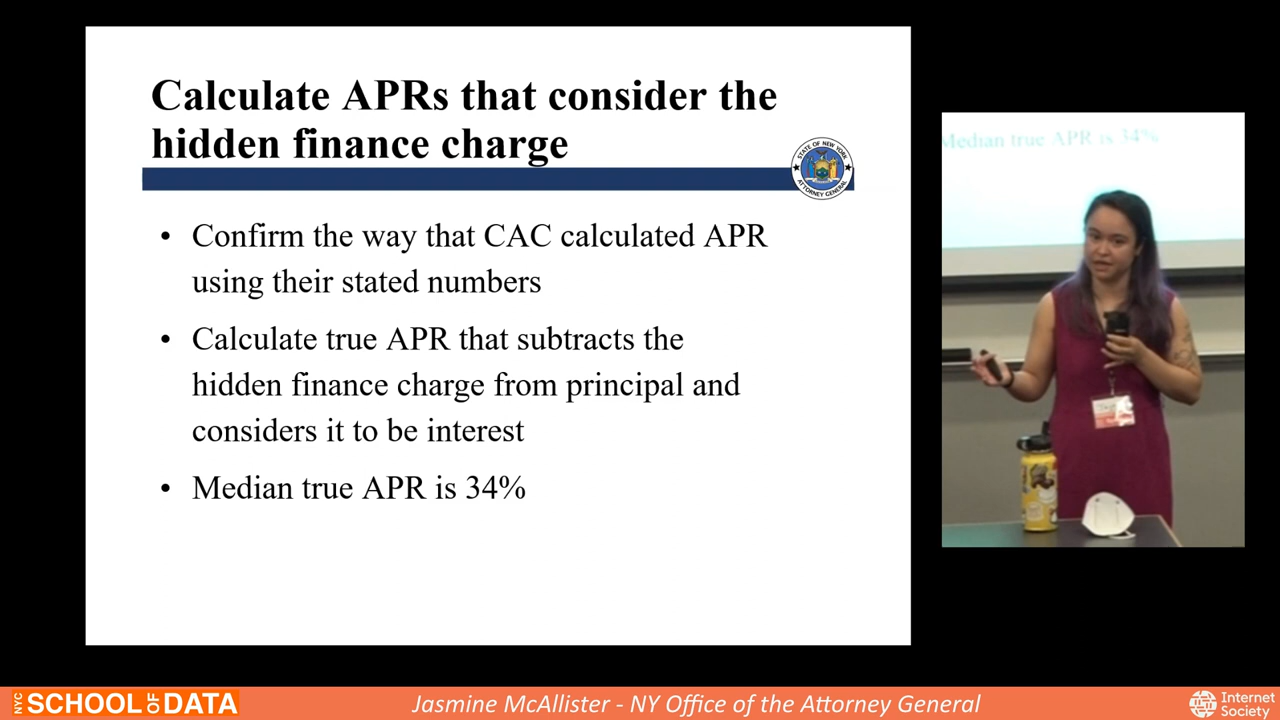 Calculate APRs that consider the
hidden finance charge
STATE OF NEW YORK
ATTORNEY GENERAL
• Confirm the way that CAC calculated APR
using their stated numbers
• Calculate true APR that subtracts the
hidden finance charge from principal and
considers it to be interest
• Median true APR is 34%
Median true APR is 34%
NYC SCHOOL OF DATA
Jasmine McAllister - NY Office of the Attorney General
Internet
Society